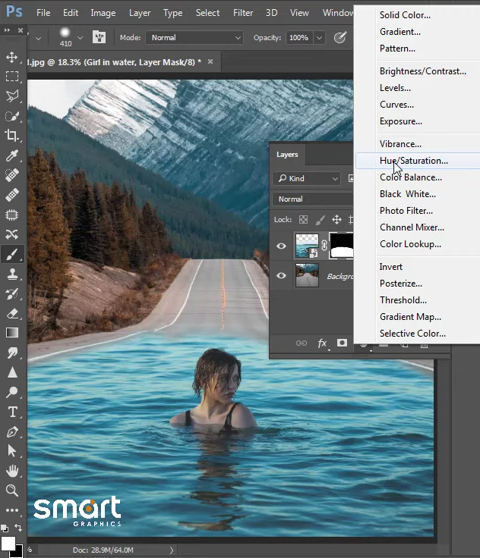 Ps File Edit Image Layer Type Select Filter 3D View Window
410 Mode: Normal Opacity: 100%
l.jpg @ 18.3% (Girl in water, Layer Mask/8) *
Solid Color...
Gradient...
Pattern...
Brightness/Contrast...
Levels...
Curves...
Exposure...
Vibrance...
Hue/Saturation...
Color Balance...
Black White...
Photo Filter...
Channel Mixer...
Color Lookup...
Invert
Posterize...
Threshold...
Gradient Map...
Selective Color...
Layers
Kind
Normal
Lock:
fx
smart
GRAPHICS
Doc: 28.9M/64.0M